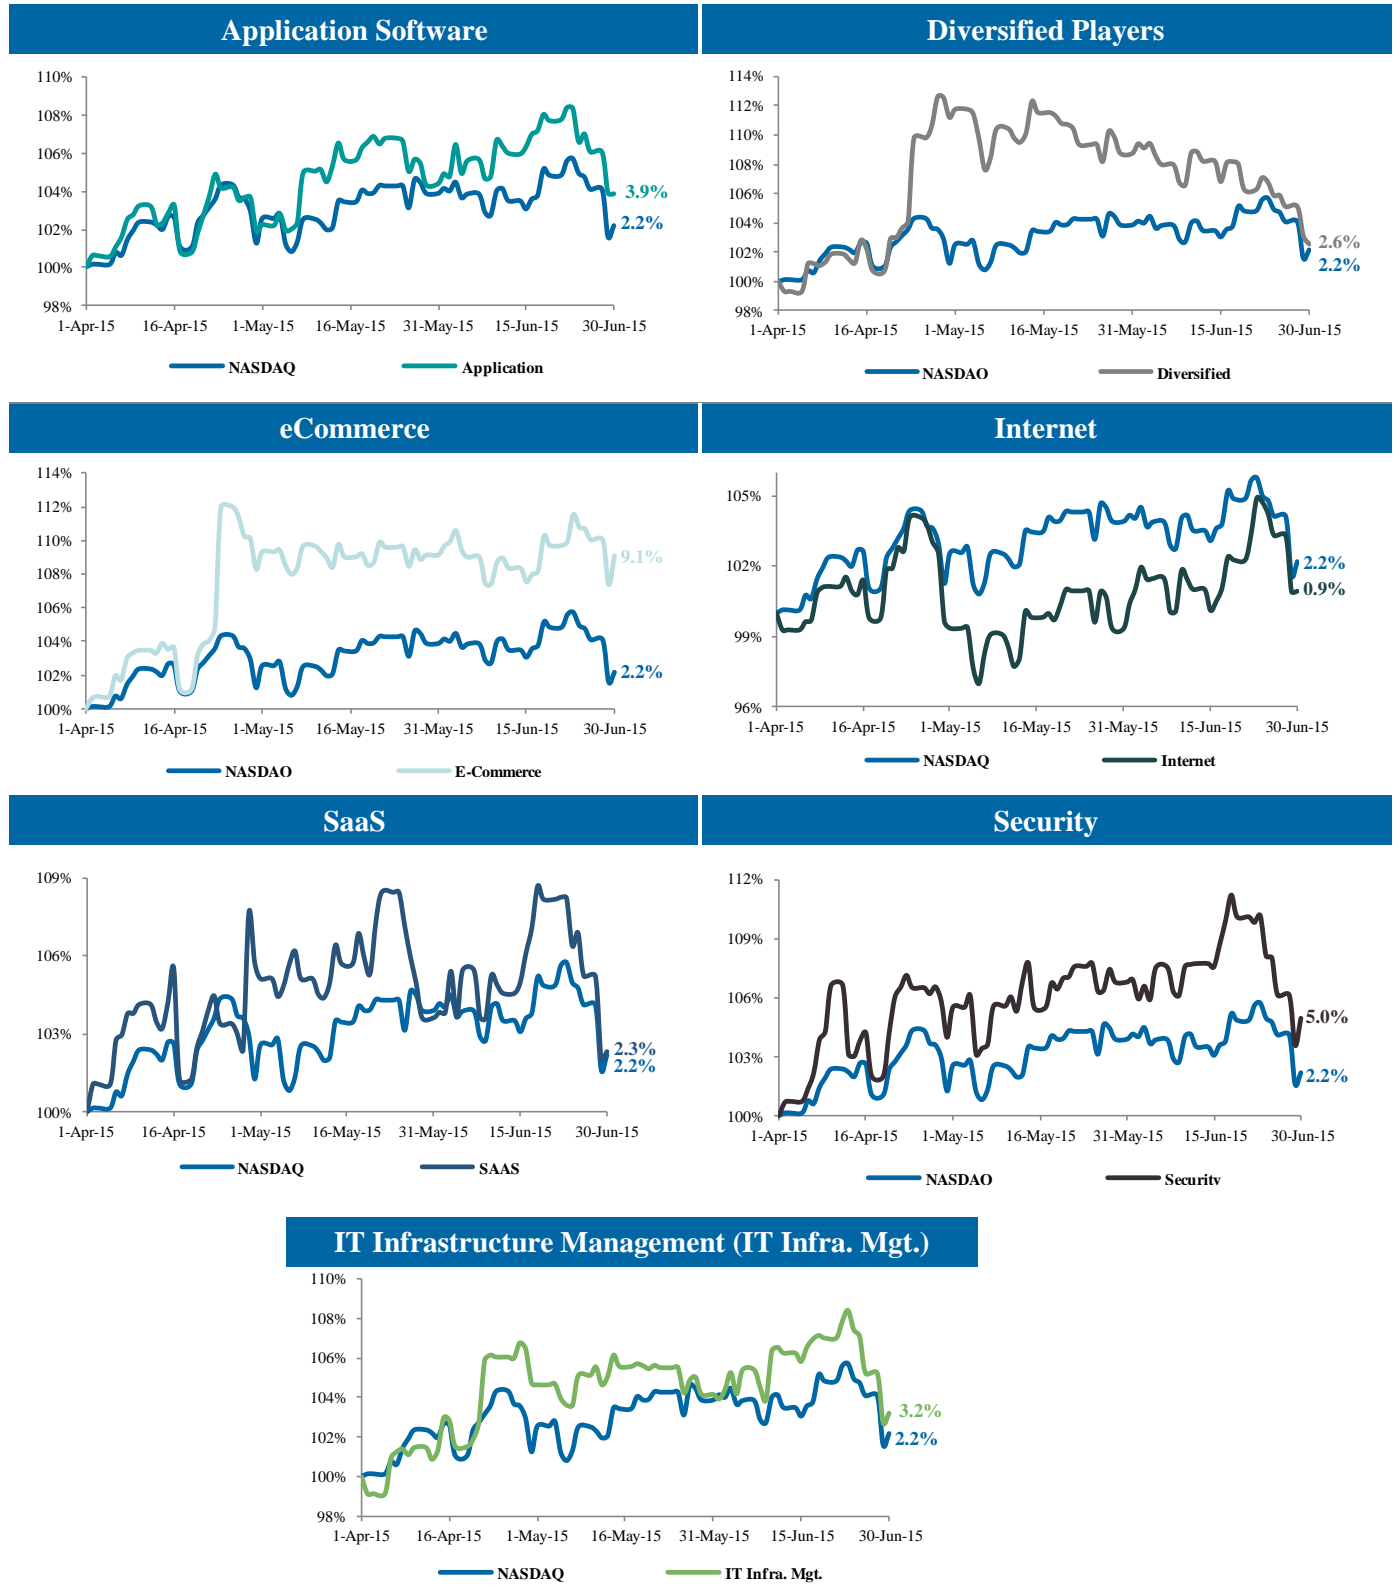 Application Software
Diversified Players
110%
108%
106%
104%
102%
100%
98%
3.9%
2.2%
1-Apr-15 16-Apr-15 1-May-15 16-May-15 31-May-15 15-Jun-15 30-Jun-15
NASDAQ Application
114%
112%
110%
108%
106%
104%
102%
100%
98%
2.6%
2.2%
1-Apr-15 16-Apr-15 1-May-15 16-May-15 31-May-15 15-Jun-15 30-Jun-15
NASDAO Diversified
eCommerce
Internet
114%
112%
110%
108%
106%
104%
102%
100%
9.1%
2.2%
1-Apr-15 16-Apr-15 1-May-15 16-May-15 31-May-15 15-Jun-15 30-Jun-15
NASDAO E-Commerce
105%
102%
99%
96%
2.2%
0.9%
1-Apr-15 16-Apr-15 1-May-15 16-May-15 31-May-15 15-Jun-15 30-Jun-15
NASDAQ Internet
SaaS
Security
109%
106%
103%
100%
2.3%
2.2%
1-Apr-15 16-Apr-15 1-May-15 16-May-15 31-May-15 15-Jun-15 30-Jun-15
NASDAQ SAAS
112%
109%
106%
103%
100%
5.0%
2.2%
1-Apr-15 16-Apr-15 1-May-15 16-May-15 31-May-15 15-Jun-15 30-Jun-15
NASDAO Security
IT Infrastructure Management (IT Infra. Mgt.)
110%
108%
106%
104%
102%
100%
98%
3.2%
2.2%
1-Apr-15 16-Apr-15 1-May-15 16-May-15 31-May-15 15-Jun-15 30-Jun-15
NASDAQ IT Infra. Mgt.